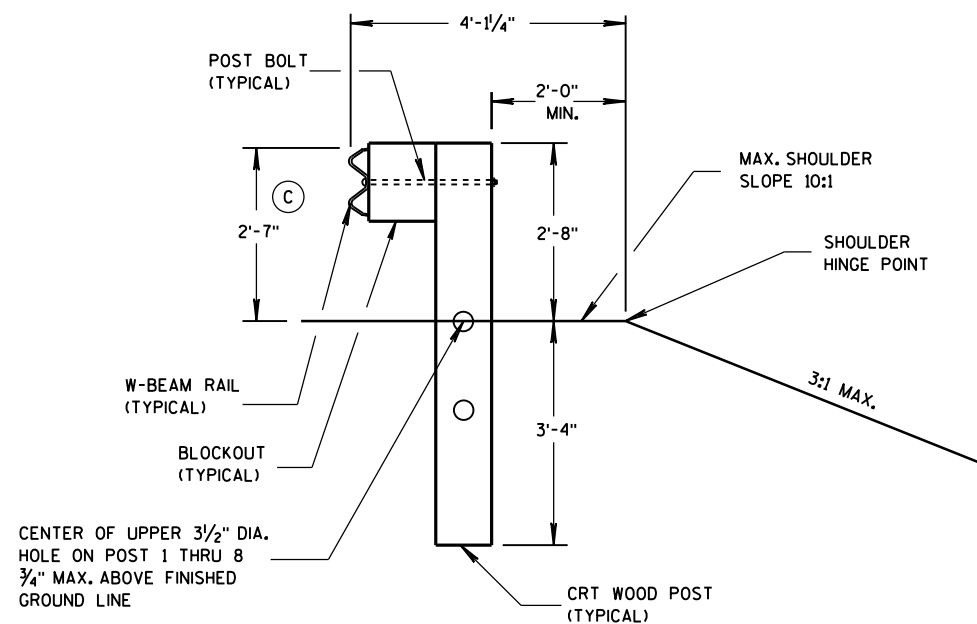 4'-1¼"
POST BOLT
(TYPICAL)
2'-0"
MIN.
MAX. SHOULDER
SLOPE 10:1
C
2'-7"
2'-8"
SHOULDER
HINGE POINT
W-BEAM RAIL
(TYPICAL)
3:1 MAX.
3'-4"
BLOCKOUT
(TYPICAL)
CENTER OF UPPER 3½" DIA.
HOLE ON POST 1 THRU 8
¾" MAX. ABOVE FINISHED
GROUND LINE
CRT WOOD POST
(TYPICAL)